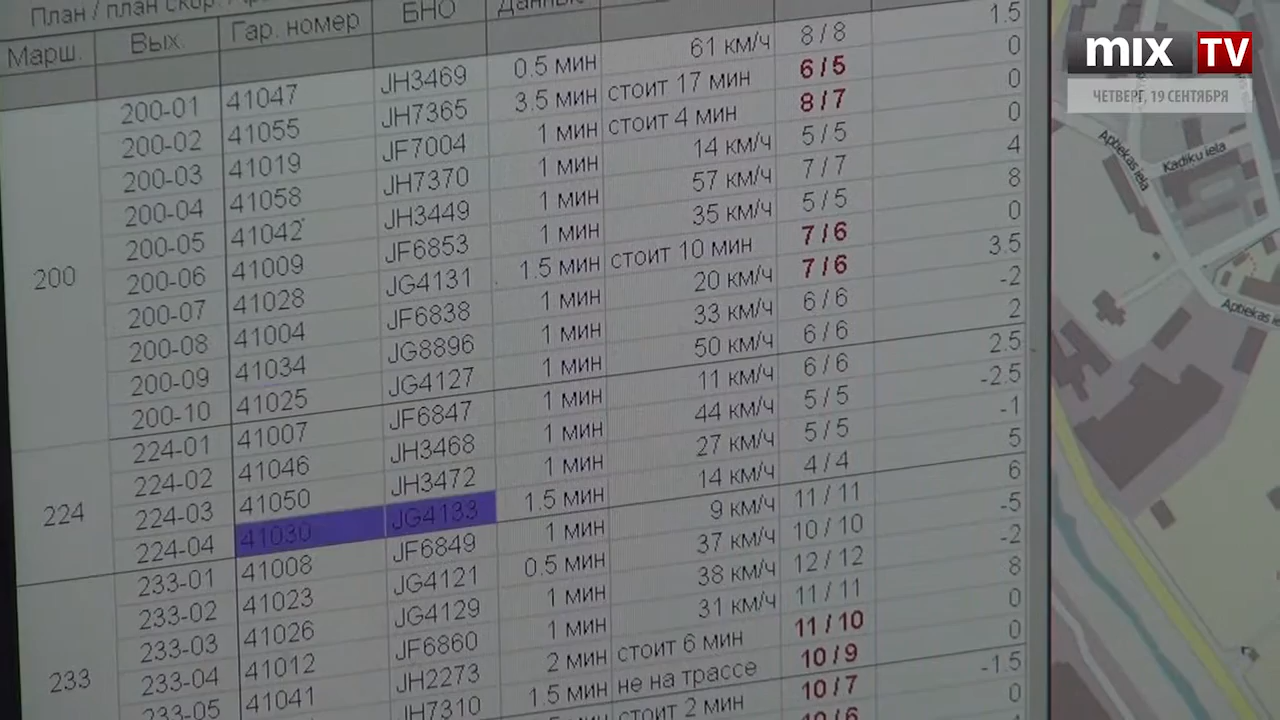 План / план скор.
Марш. Вых. Гар. номер БНО Данные
200-01 41047 JH3469 0.5 мин 61 км/ч 8 / 8 1.5
200-02 41055 JH7365 3.5 мин стоит 17 мин 6 / 5 0
200-03 41019 JF7004 1 мин стоит 4 мин 8 / 7 0
200-04 41058 JH7370 1 мин 14 км/ч 5 / 5 0
200-05 41042 JH3449 1 мин 57 км/ч 7 / 7 4
200 200-06 41009 JF6853 1 мин 35 км/ч 5 / 5 8
200-07 41028 JG4131 1.5 мин стоит 10 мин 7 / 6 0
200-08 41004 JF6838 1 мин 20 км/ч 7 / 6 3.5
200-09 41034 JG8896 1 мин 33 км/ч 6 / 6 -2
200-10 41025 JG4127 1 мин 50 км/ч 6 / 6 2
224-01 41007 JF6847 1 мин 11 км/ч 6 / 6 2.5
224-02 41046 JH3468 1 мин 44 км/ч 5 / 5 -2.5
224 224-03 41050 JH3472 1 мин 27 км/ч 5 / 5 -1
224-04 41030 JG4133 1.5 мин 14 км/ч 4 / 4 5
233-01 41008 JF6849 1 мин 9 км/ч 11 / 11 6
233-02 41023 JG4121 0.5 мин 37 км/ч 10 / 10 -5
233-03 41026 JG4129 1 мин 38 км/ч 12 / 12 -2
233 233-04 41012 JF6860 1 мин 31 км/ч 11 / 11 8
233-05 41041 JH2273 2 мин стоит 6 мин 11 / 10 0
JH7310 1.5 мин не на трассе 10 / 9 0
мин стоит 2 мин 10 / 7 -1.5
10 / 6 0
mix TV
ЧЕТВЕРГ, 19 СЕНТЯБРЯ
Aptiekas iela
Kadiķu iela
Aptiekas